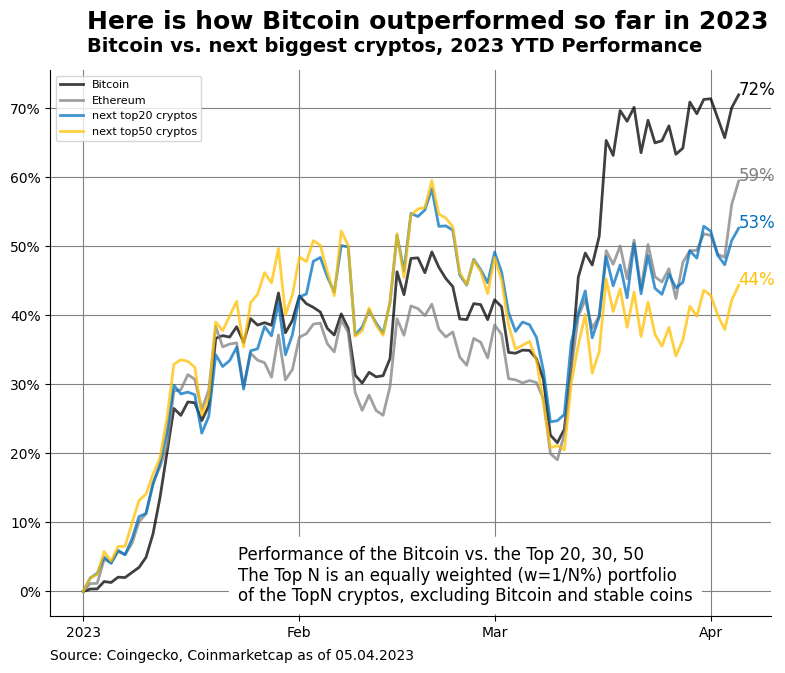 Here is how Bitcoin outperformed so far in 2023
Bitcoin vs. next biggest cryptos, 2023 YTD Performance
Bitcoin
Ethereum
next top20 cryptos
next top50 cryptos
70%
60%
50%
40%
30%
20%
10%
0%
72%
59%
53%
44%
Performance of the Bitcoin vs. the Top 20, 30, 50
The Top N is an equally weighted (w=1/N%) portfolio
of the TopN cryptos, excluding Bitcoin and stable coins
2023 Feb Mar Apr
Source: Coingecko, Coinmarketcap as of 05.04.2023